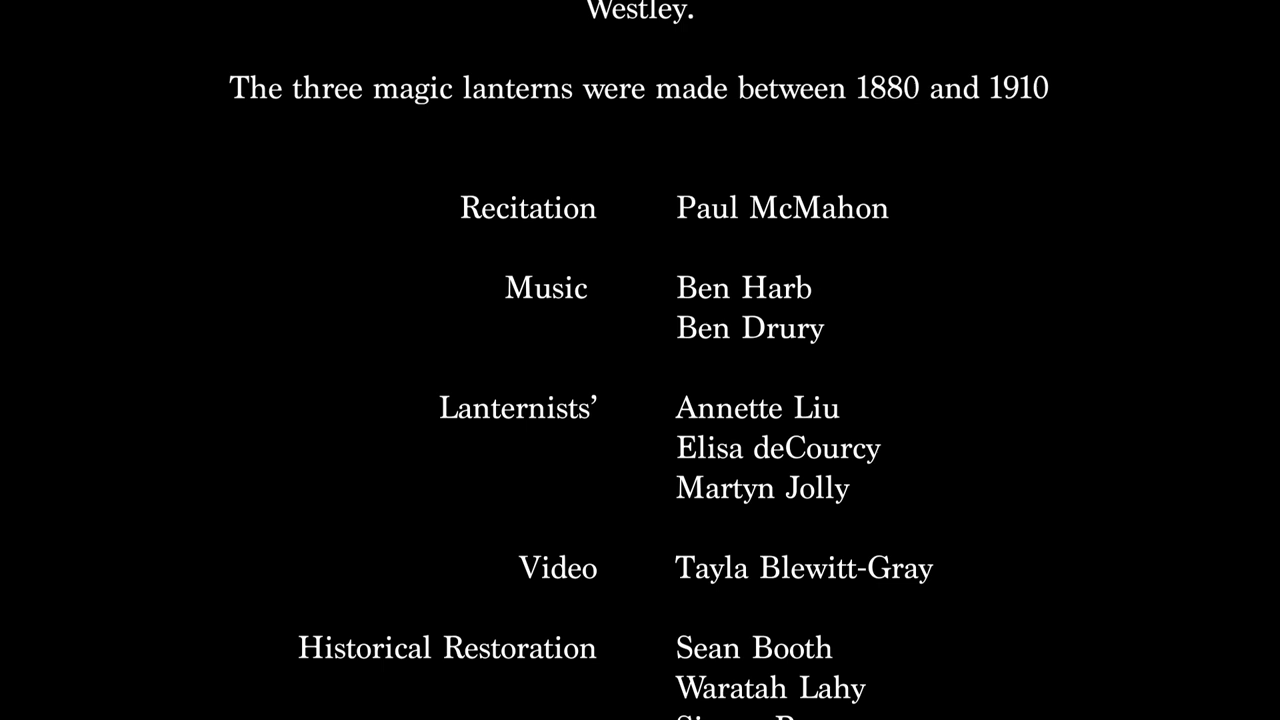 Westley.
The three magic lanterns were made between 1880 and 1910
Recitation Paul McMahon
Music Ben Harb
Ben Drury
Lanternists’ Annette Liu
Elisa deCourcy
Martyn Jolly
Video Tayla Blewitt-Gray
Historical Restoration Sean Booth
Waratah Lahy